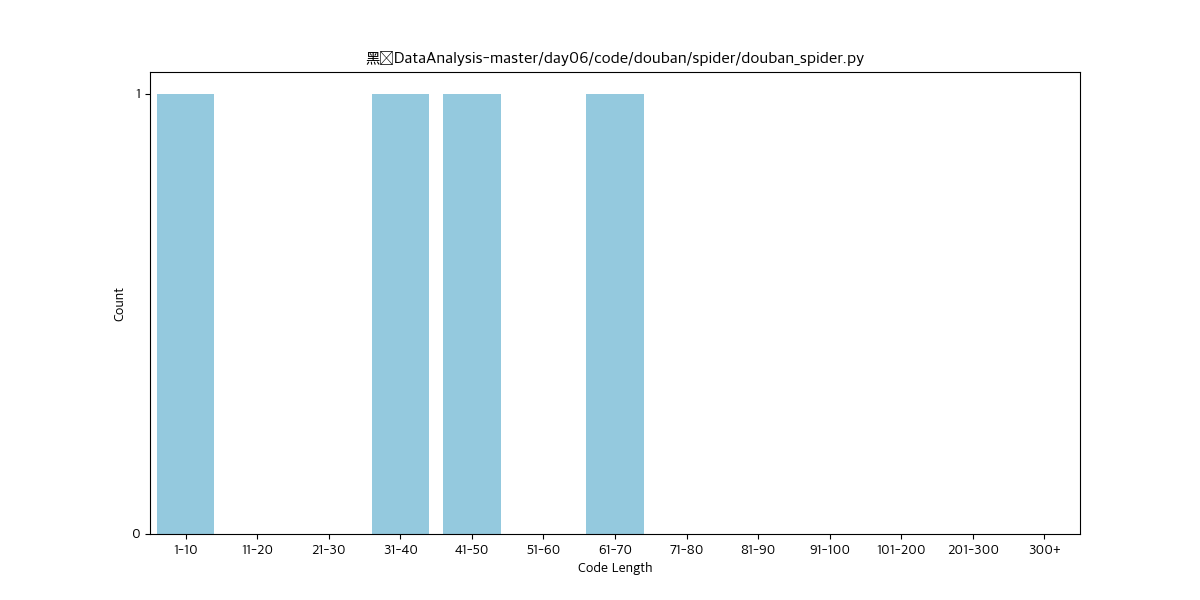 黑DataAnalysis-master/day06/code/douban/spider/douban_spider.py
1
Count
0
1-10 11-20 21-30 31-40 41-50 51-60 61-70 71-80 81-90 91-100 101-200 201-300 300+
Code Length